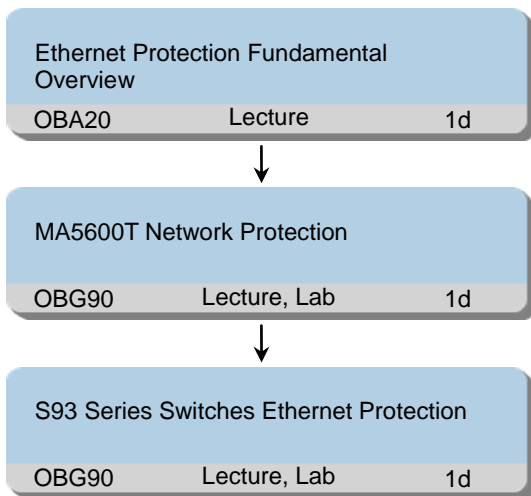 Ethernet Protection Fundamental
Overview
OBA20 Lecture 1d
MA5600T Network Protection
OBG90 Lecture, Lab 1d
S93 Series Switches Ethernet Protection
OBG90 Lecture, Lab 1d